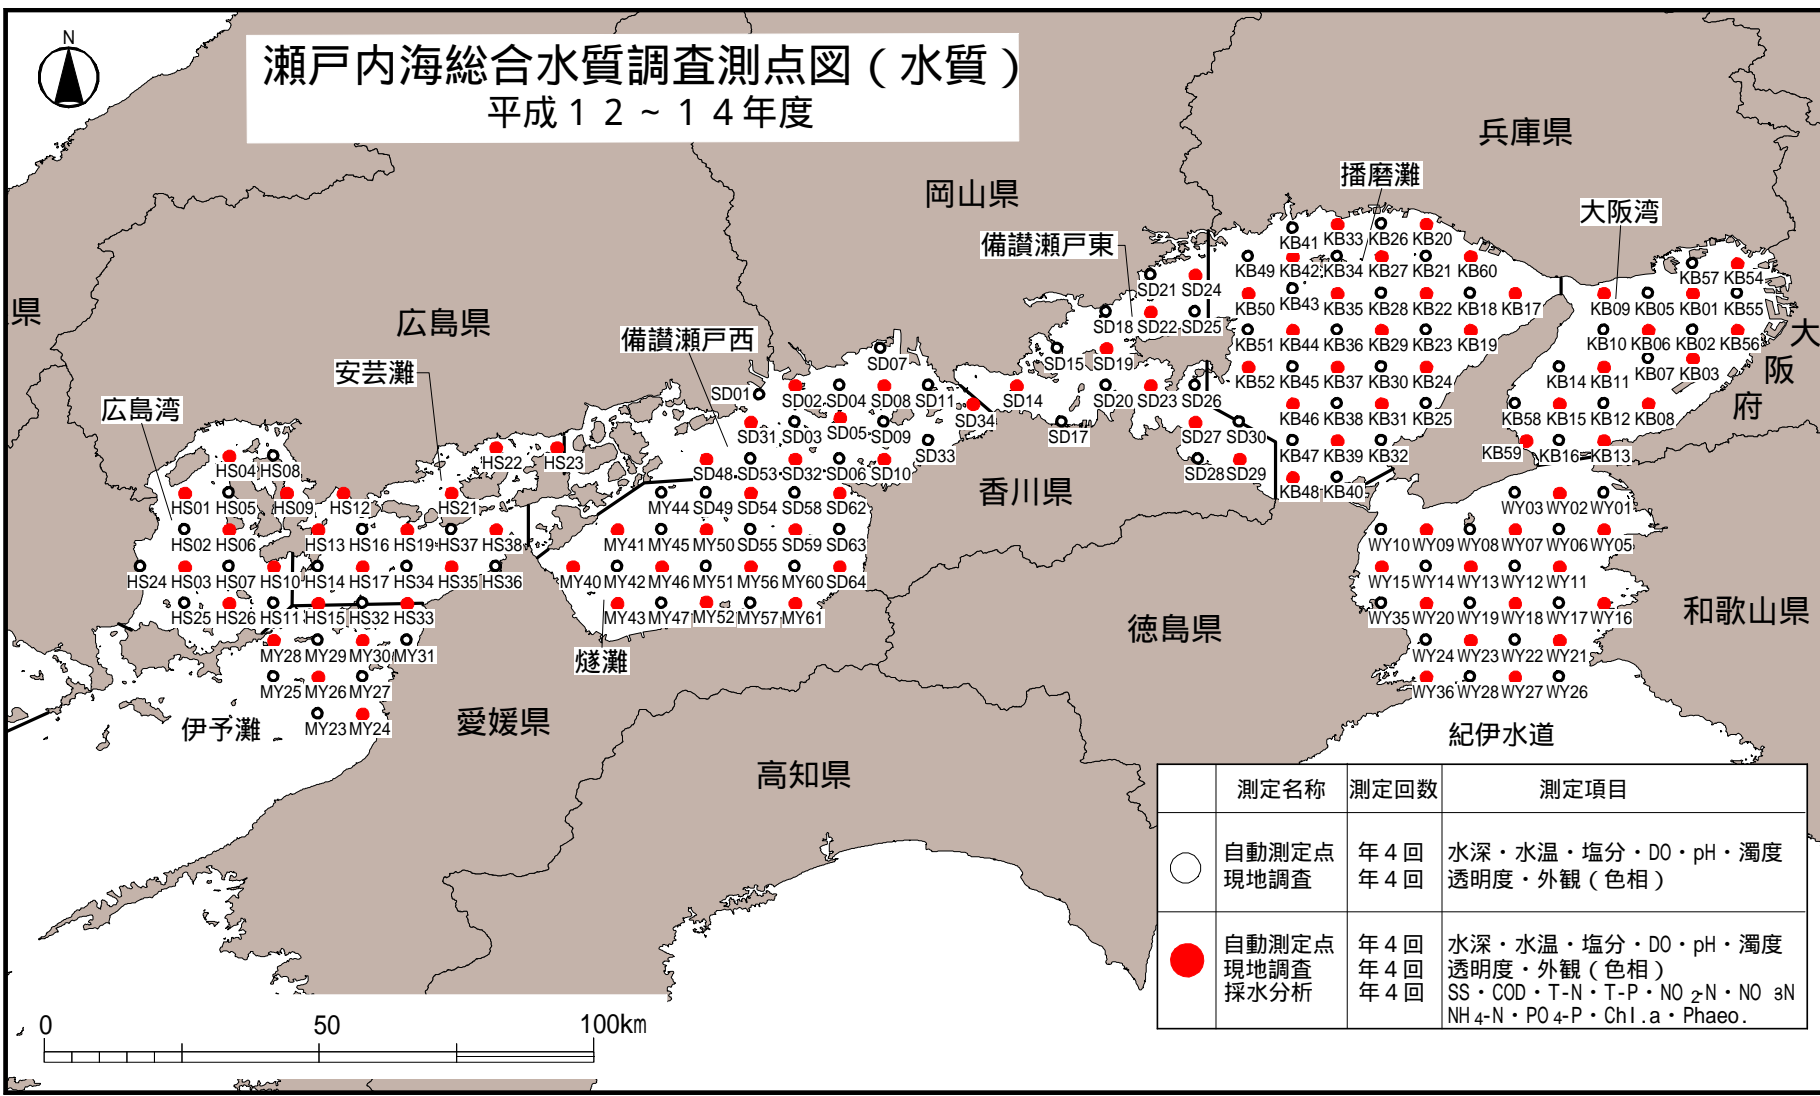 N
瀬戸内海総合水質調査測点図（水質）
平成１２～１４年度
兵庫県
播磨灘
岡山県
大阪湾
備讃瀬戸東
県
広島県
備讃瀬戸西
安芸灘
広島湾
大
阪
府
香川県
徳島県
和歌山県
燧灘
愛媛県
伊予灘
紀伊水道
高知県
KB41 KB33 KB26 KB20
KB49 KB42 KB34 KB27 KB21 KB60
KB57 KB54
SD21 SD24
KB50 KB43 KB35 KB28 KB22 KB18 KB17
KB09 KB05 KB01 KB55
SD18 SD22 SD25
KB51 KB44 KB36 KB29 KB23 KB19
KB10 KB06 KB02 KB56
SD07 SD15 SD19
KB52 KB45 KB37 KB30 KB24
KB14 KB11 KB07 KB03
SD01 SD02 SD04 SD08 SD11 SD14 SD20 SD23 SD26
KB46 KB38 KB31 KB25
KB58 KB15 KB12 KB08
SD31 SD03 SD05 SD09 SD34 SD17 SD27 SD30
KB47 KB39 KB32
KB59 KB16 KB13
HS04 HS08 HS22 HS23
SD48 SD53 SD32 SD06 SD10 SD33 SD28 SD29
KB48 KB40
HS01 HS05 HS09 HS12 HS21
MY44 SD49 SD54 SD58 SD62
WY03 WY02 WY01
HS02 HS06 HS13 HS16 HS19 HS37 HS38
MY41 MY45 MY50 SD55 SD59 SD63
WY10 WY09 WY08 WY07 WY06 WY05
HS24 HS03 HS07 HS10 HS14 HS17 HS34 HS35 HS36
MY40 MY42 MY46 MY51 MY56 MY60 SD64
WY15 WY14 WY13 WY12 WY11
HS25 HS26 HS11 HS15 HS32 HS33
MY43 MY47 MY52 MY57 MY61
WY35 WY20 WY19 WY18 WY17 WY16
MY28 MY29 MY30 MY31
WY24 WY23 WY22 WY21
MY25 MY26 MY27
WY36 WY28 WY27 WY26
MY23 MY24
測定名称 測定回数 測定項目
自動測定点 年４回 水深・水温・塩分・DO・pH・濁度
現地調査 年４回 透明度・外観（色相）
自動測定点 年４回 水深・水温・塩分・DO・pH・濁度
現地調査 年４回 透明度・外観（色相）
採水分析 年４回 SS・COD・T-N・T-P・NO2-N・NO3N
NH4-N・PO4-P・Chl.a・Phaeo.
0 50 100km